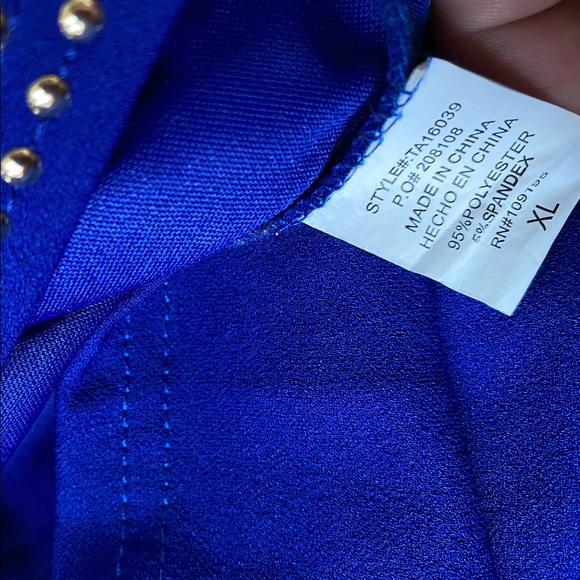 STYLE#:TA16039
P.O# 208108
MADE IN CHINA
HECHO EN CHINA
95%POLYESTER
5%SPANDEX
XL